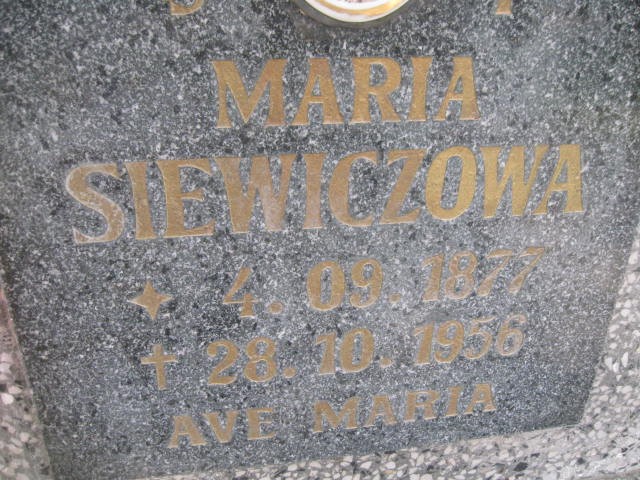 MARIA
SIEWICZOWA
4. 09. 1877
28. 10. 1956
AVE MARIA